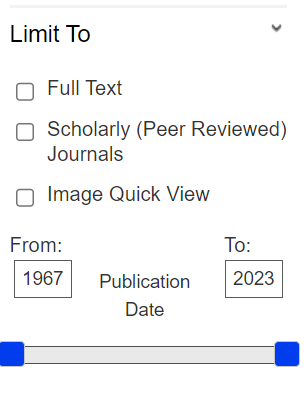 Limit To
Full Text
Scholarly (Peer Reviewed)
Journals
Image Quick View
From:
To:
1967
Publication
Date
2023